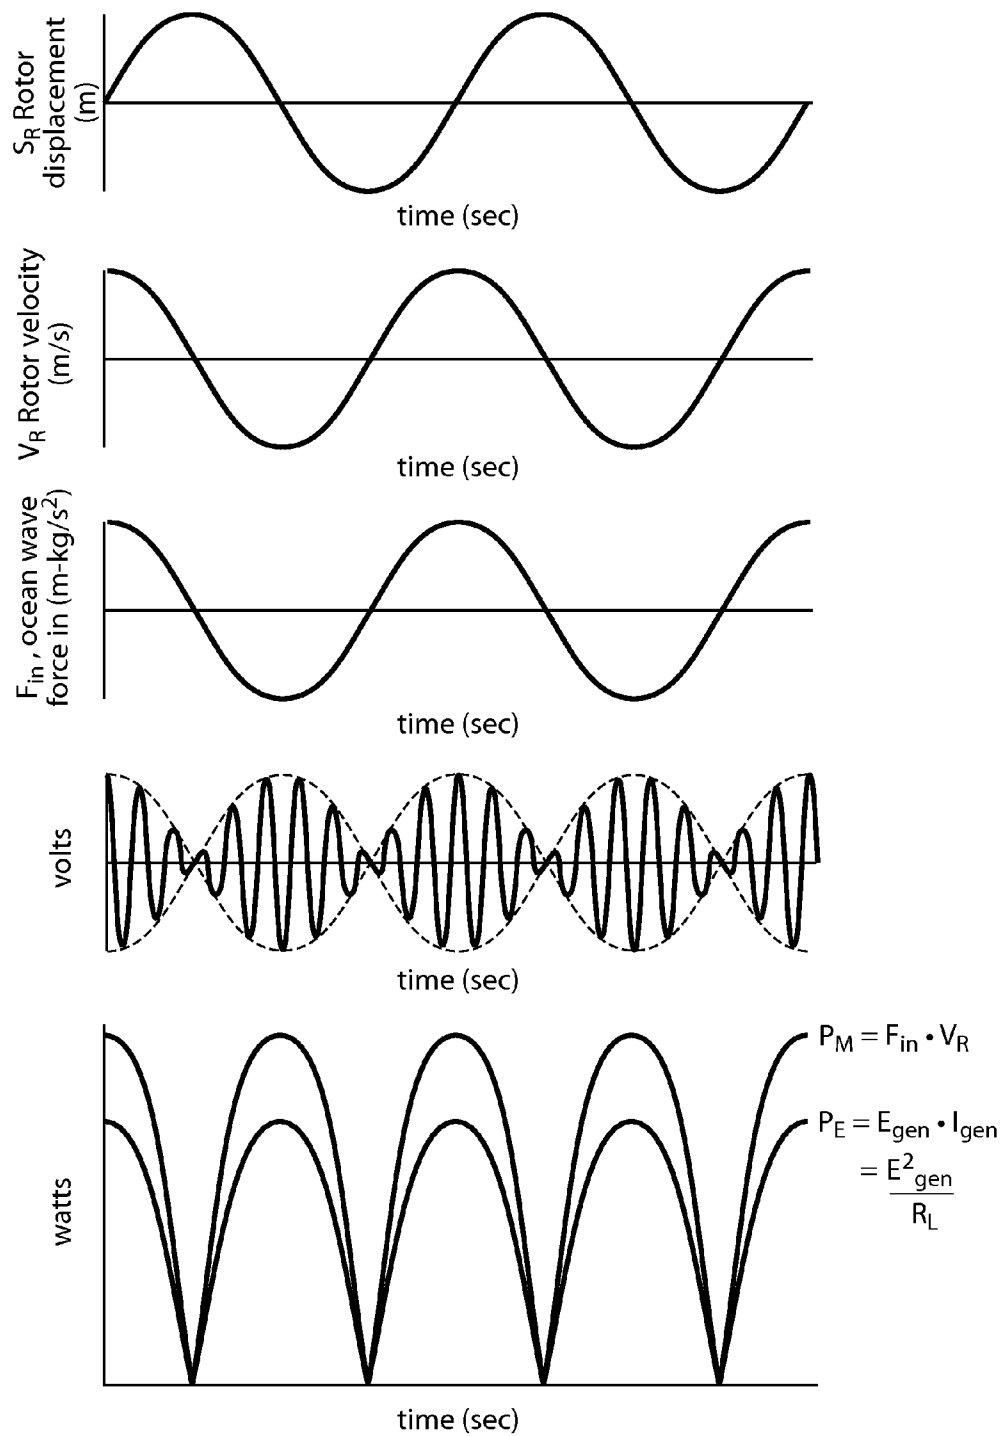 S_R Rotor
displacement
(m)
time (sec)
V_R Rotor velocity
(m/s)
time (sec)
F_in , ocean wave
force in (m-kg/s²)
time (sec)
volts
time (sec)
watts
P_M = F_in • V_R
P_E = E_gen • I_gen
= E²_gen
R_L
time (sec)